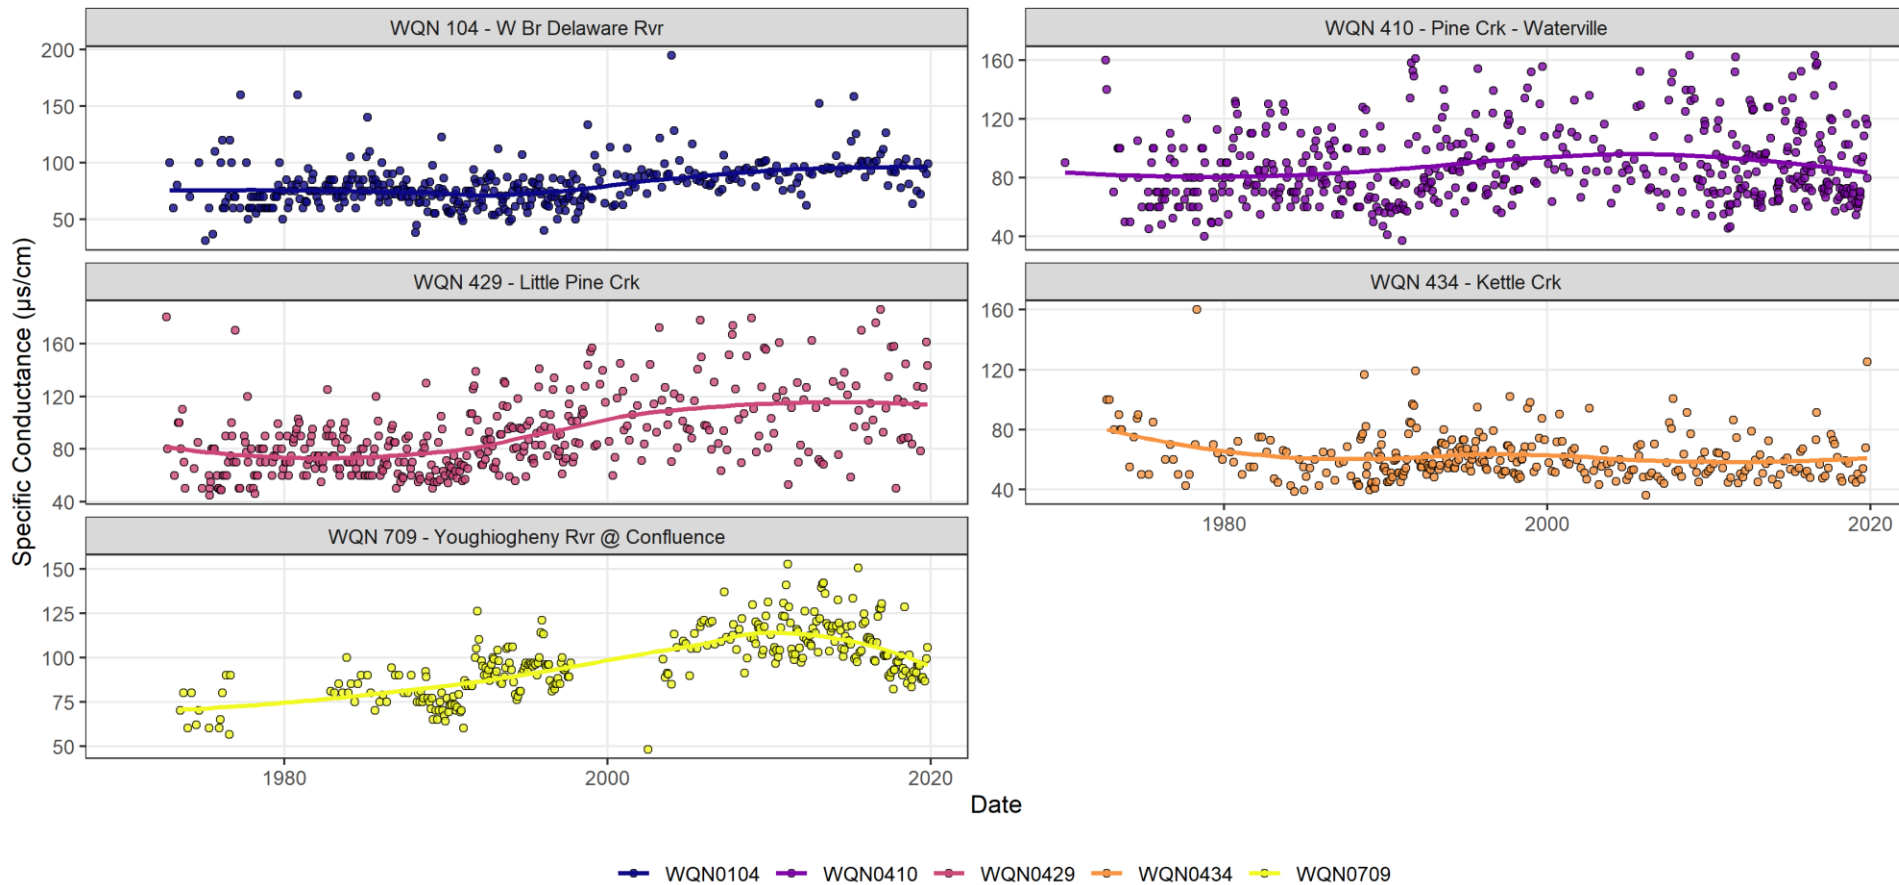 WQN 104 - W Br Delaware Rvr
WQN 410 - Pine Crk - Waterville
200
150
100
50
160
120
80
40
WQN 429 - Little Pine Crk
WQN 434 - Kettle Crk
160
120
80
40
160
120
80
40
1980
2000
2020
WQN 709 - Youghiogheny Rvr @ Confluence
150
125
100
75
50
1980
2000
2020
Specific Conductance (µs/cm)
Date
WQN0104
WQN0410
WQN0429
WQN0434
WQN0709